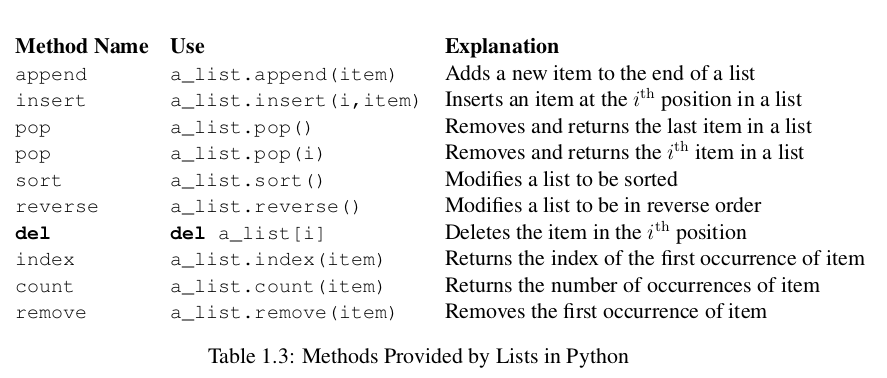 Method Name Use Explanation
append a_list.append(item) Adds a new item to the end of a list
insert a_list.insert(i,item) Inserts an item at the ith position in a list
pop a_list.pop() Removes and returns the last item in a list
pop a_list.pop(i) Removes and returns the ith item in a list
sort a_list.sort() Modifies a list to be sorted
reverse a_list.reverse() Modifies a list to be in reverse order
del del a_list[i] Deletes the item in the ith position
index a_list.index(item) Returns the index of the first occurrence of item
count a_list.count(item) Returns the number of occurrences of item
remove a_list.remove(item) Removes the first occurrence of item
Table 1.3: Methods Provided by Lists in Python